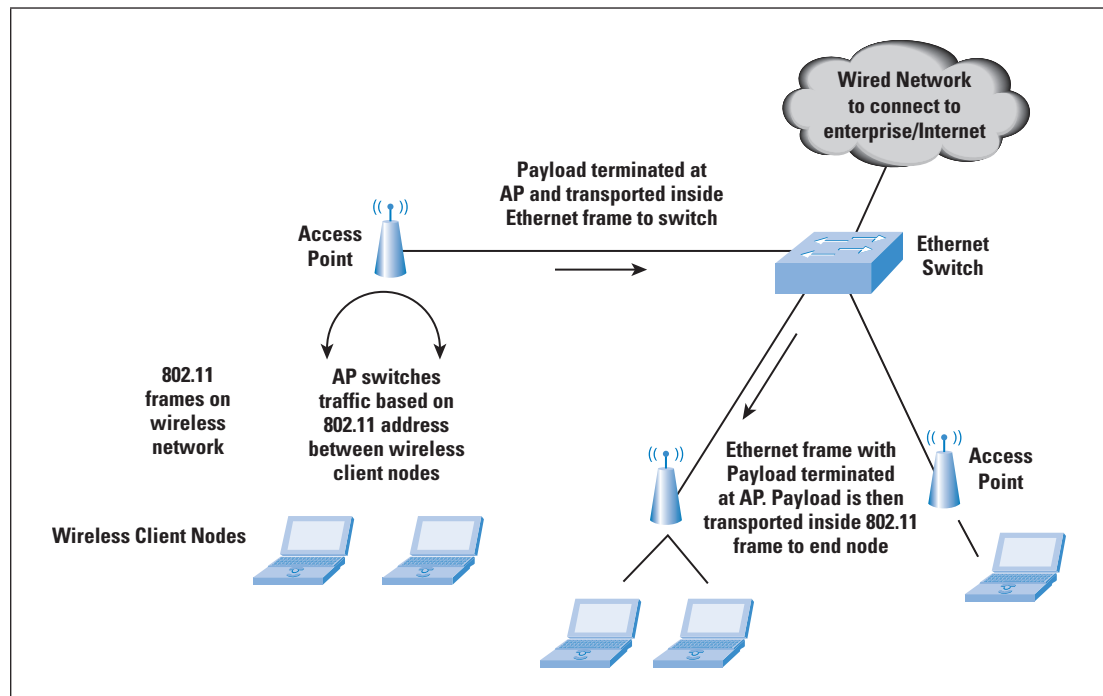 Wired Network
to connect to
enterprise/Internet
Payload terminated at
AP and transported inside
Ethernet frame to switch
Access
Point
Ethernet
Switch
802.11
frames on
wireless
network
AP switches
traffic based on
802.11 address
between wireless
client nodes
Ethernet frame with
Payload terminated
at AP. Payload is then
transported inside 802.11
frame to end node
Access
Point
Wireless Client Nodes